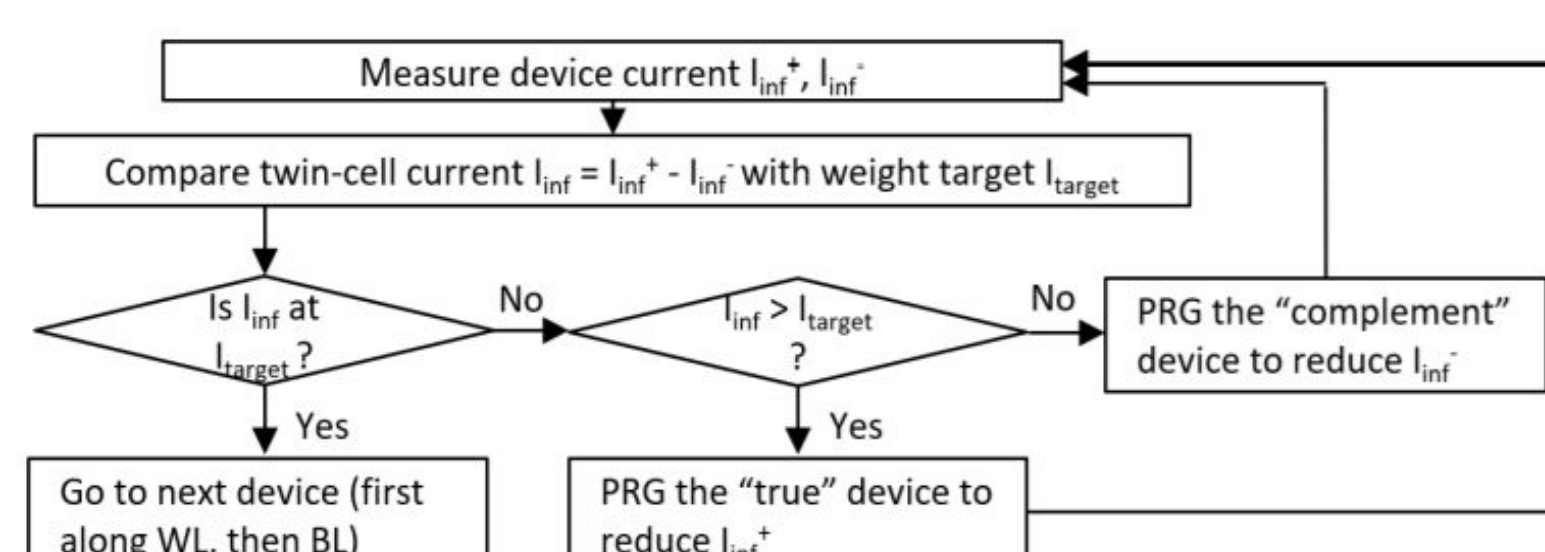 Measure device current I_inf^+, I_inf^-
Compare twin-cell current I_inf = I_inf^+ - I_inf^- with weight target I_target
Is I_inf at
I_target ?
No
I_inf > I_target
?
No
PRG the “complement”
device to reduce I_inf^-
Yes
Yes
Go to next device (first
along WL, then BL)
PRG the “true” device to
reduce I_inf^+